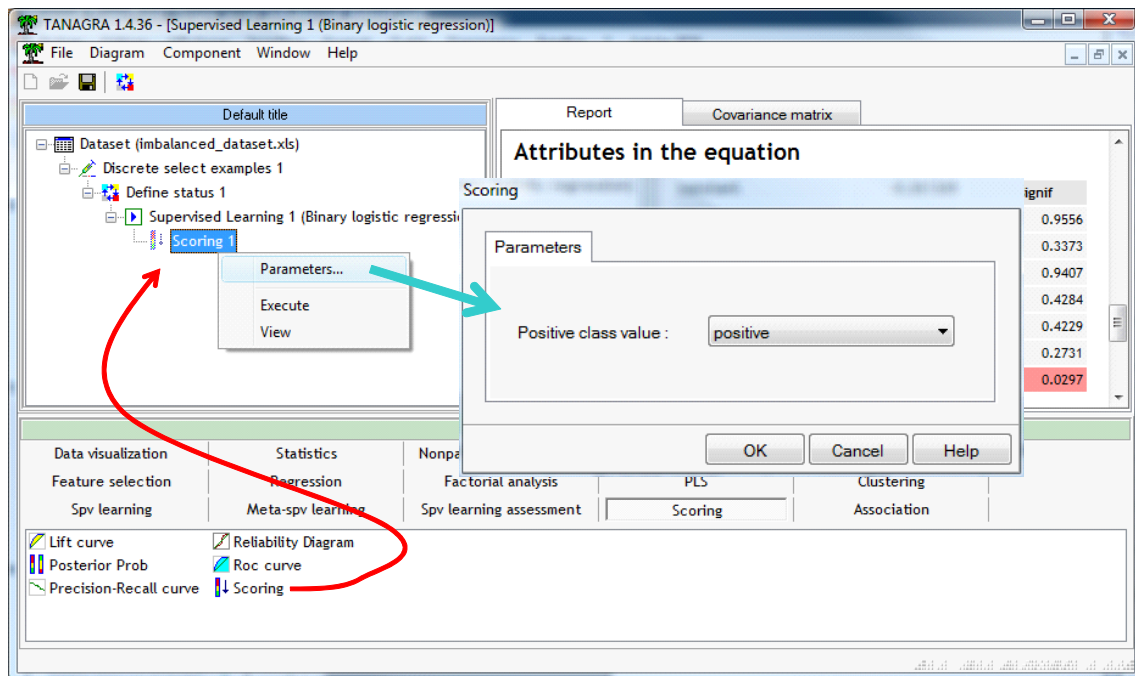 TANAGRA 1.4.36 - [Supervised Learning 1 (Binary logistic regression)]
File Diagram Component Window Help
Default title
Dataset (imbalanced_dataset.xls)
Discrete select examples 1
Define status 1
Supervised Learning 1 (Binary logistic regressi
Scoring 1
Parameters...
Execute
View
Report Covariance matrix
Attributes in the equation
ignif
0.9556
0.3373
0.9407
0.4284
0.4229
0.2731
0.0297
Scoring
Parameters
Positive class value : positive
OK Cancel Help
Data visualization Statistics Nonpa
Feature selection Regression Factorial analysis PLS Clustering
Spv learning Meta-spv learning Spv learning assessment Scoring Association
Lift curve Reliability Diagram
Posterior Prob Roc curve
Precision-Recall curve Scoring